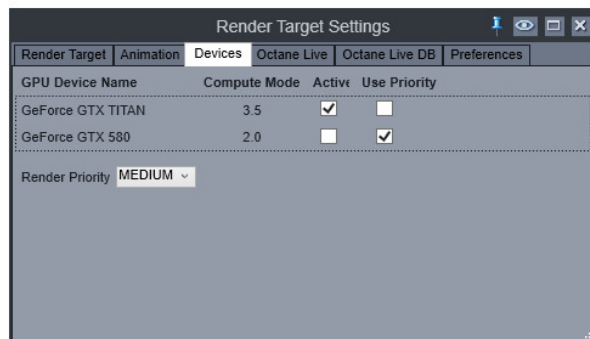 Render Target Settings
Render Target Animation Devices Octane Live Octane Live DB Preferences
GPU Device Name Compute Mode Active Use Priority
GeForce GTX TITAN 3.5
GeForce GTX 580 2.0
Render Priority MEDIUM